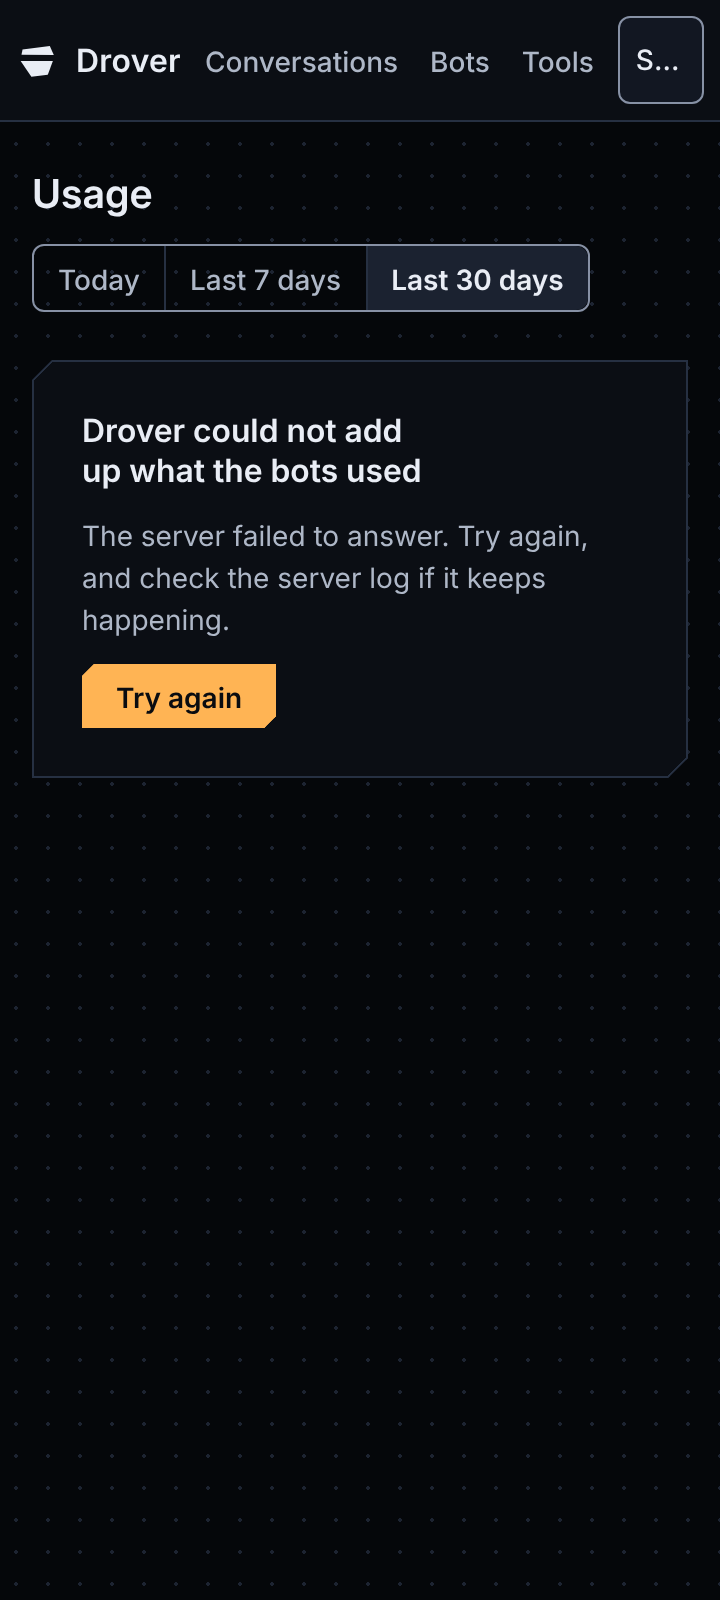 Drover Conversations Bots Tools S...
Usage
Today Last 7 days Last 30 days
Drover could not add
up what the bots used
The server failed to answer. Try again,
and check the server log if it keeps
happening.
Try again